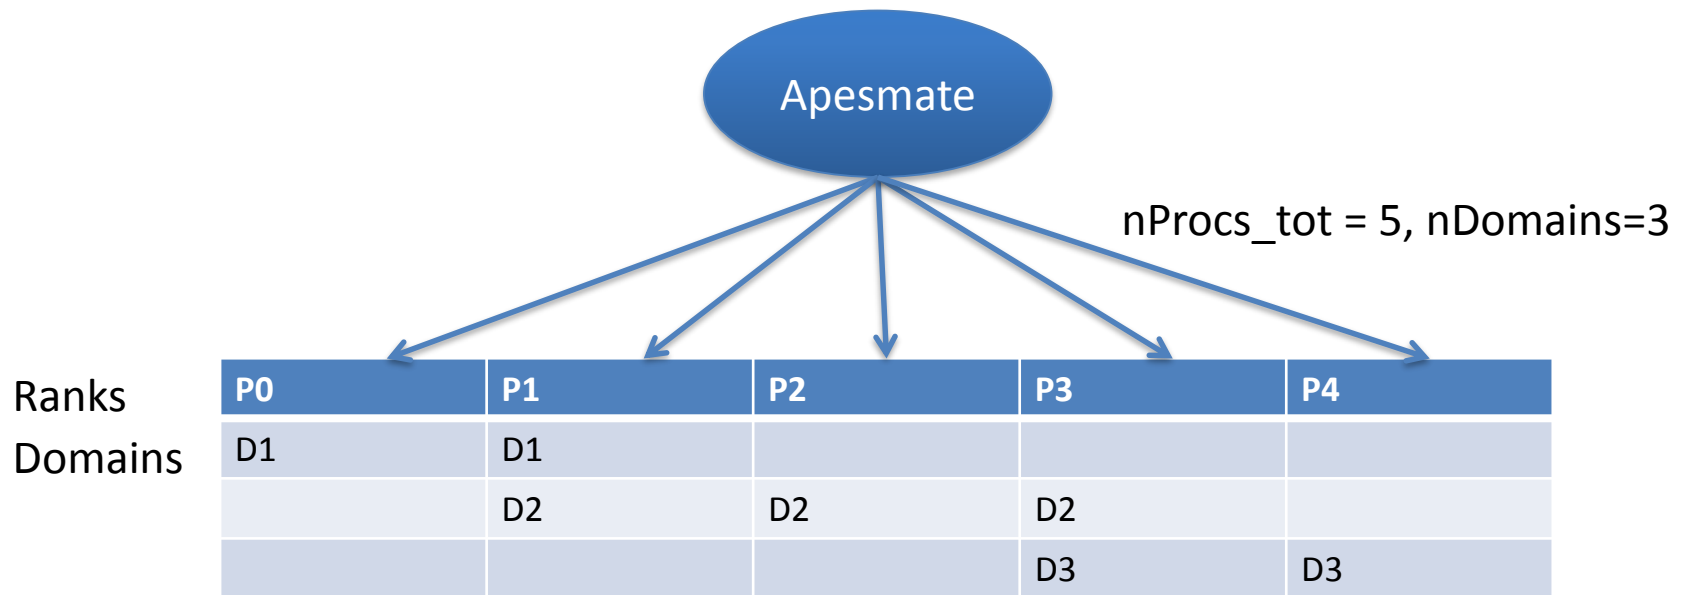 Apesmate
nProcs_tot = 5, nDomains=3
Ranks P0 P1 P2 P3 P4
Domains D1 D1
D2 D2 D2
D3 D3